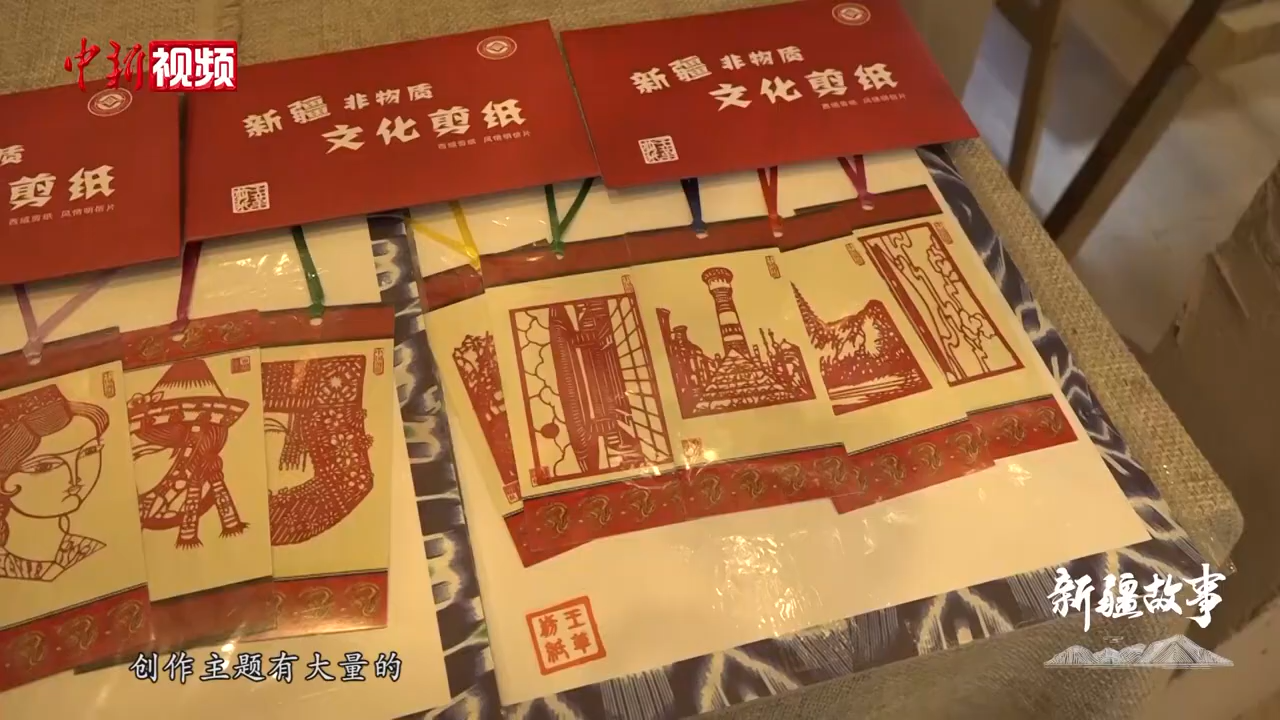 中新视频
新疆 非物质
文化剪纸
西域剪纸 风情明信片
新疆 非物质
文化剪纸
西域剪纸 风情明信片
质
剪纸
西域剪纸 风情明信片
新疆故事
创作主题有大量的